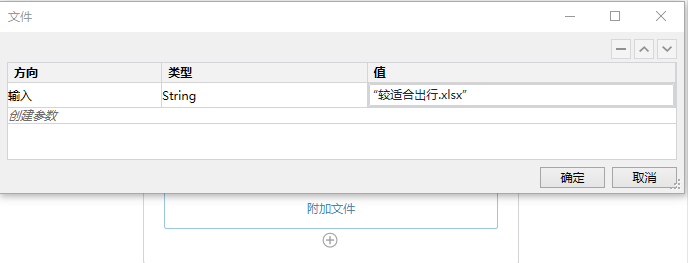 文件
方向 类型 值
输入 String “较适合出行.xlsx”
创建参数
确定 取消
附加文件